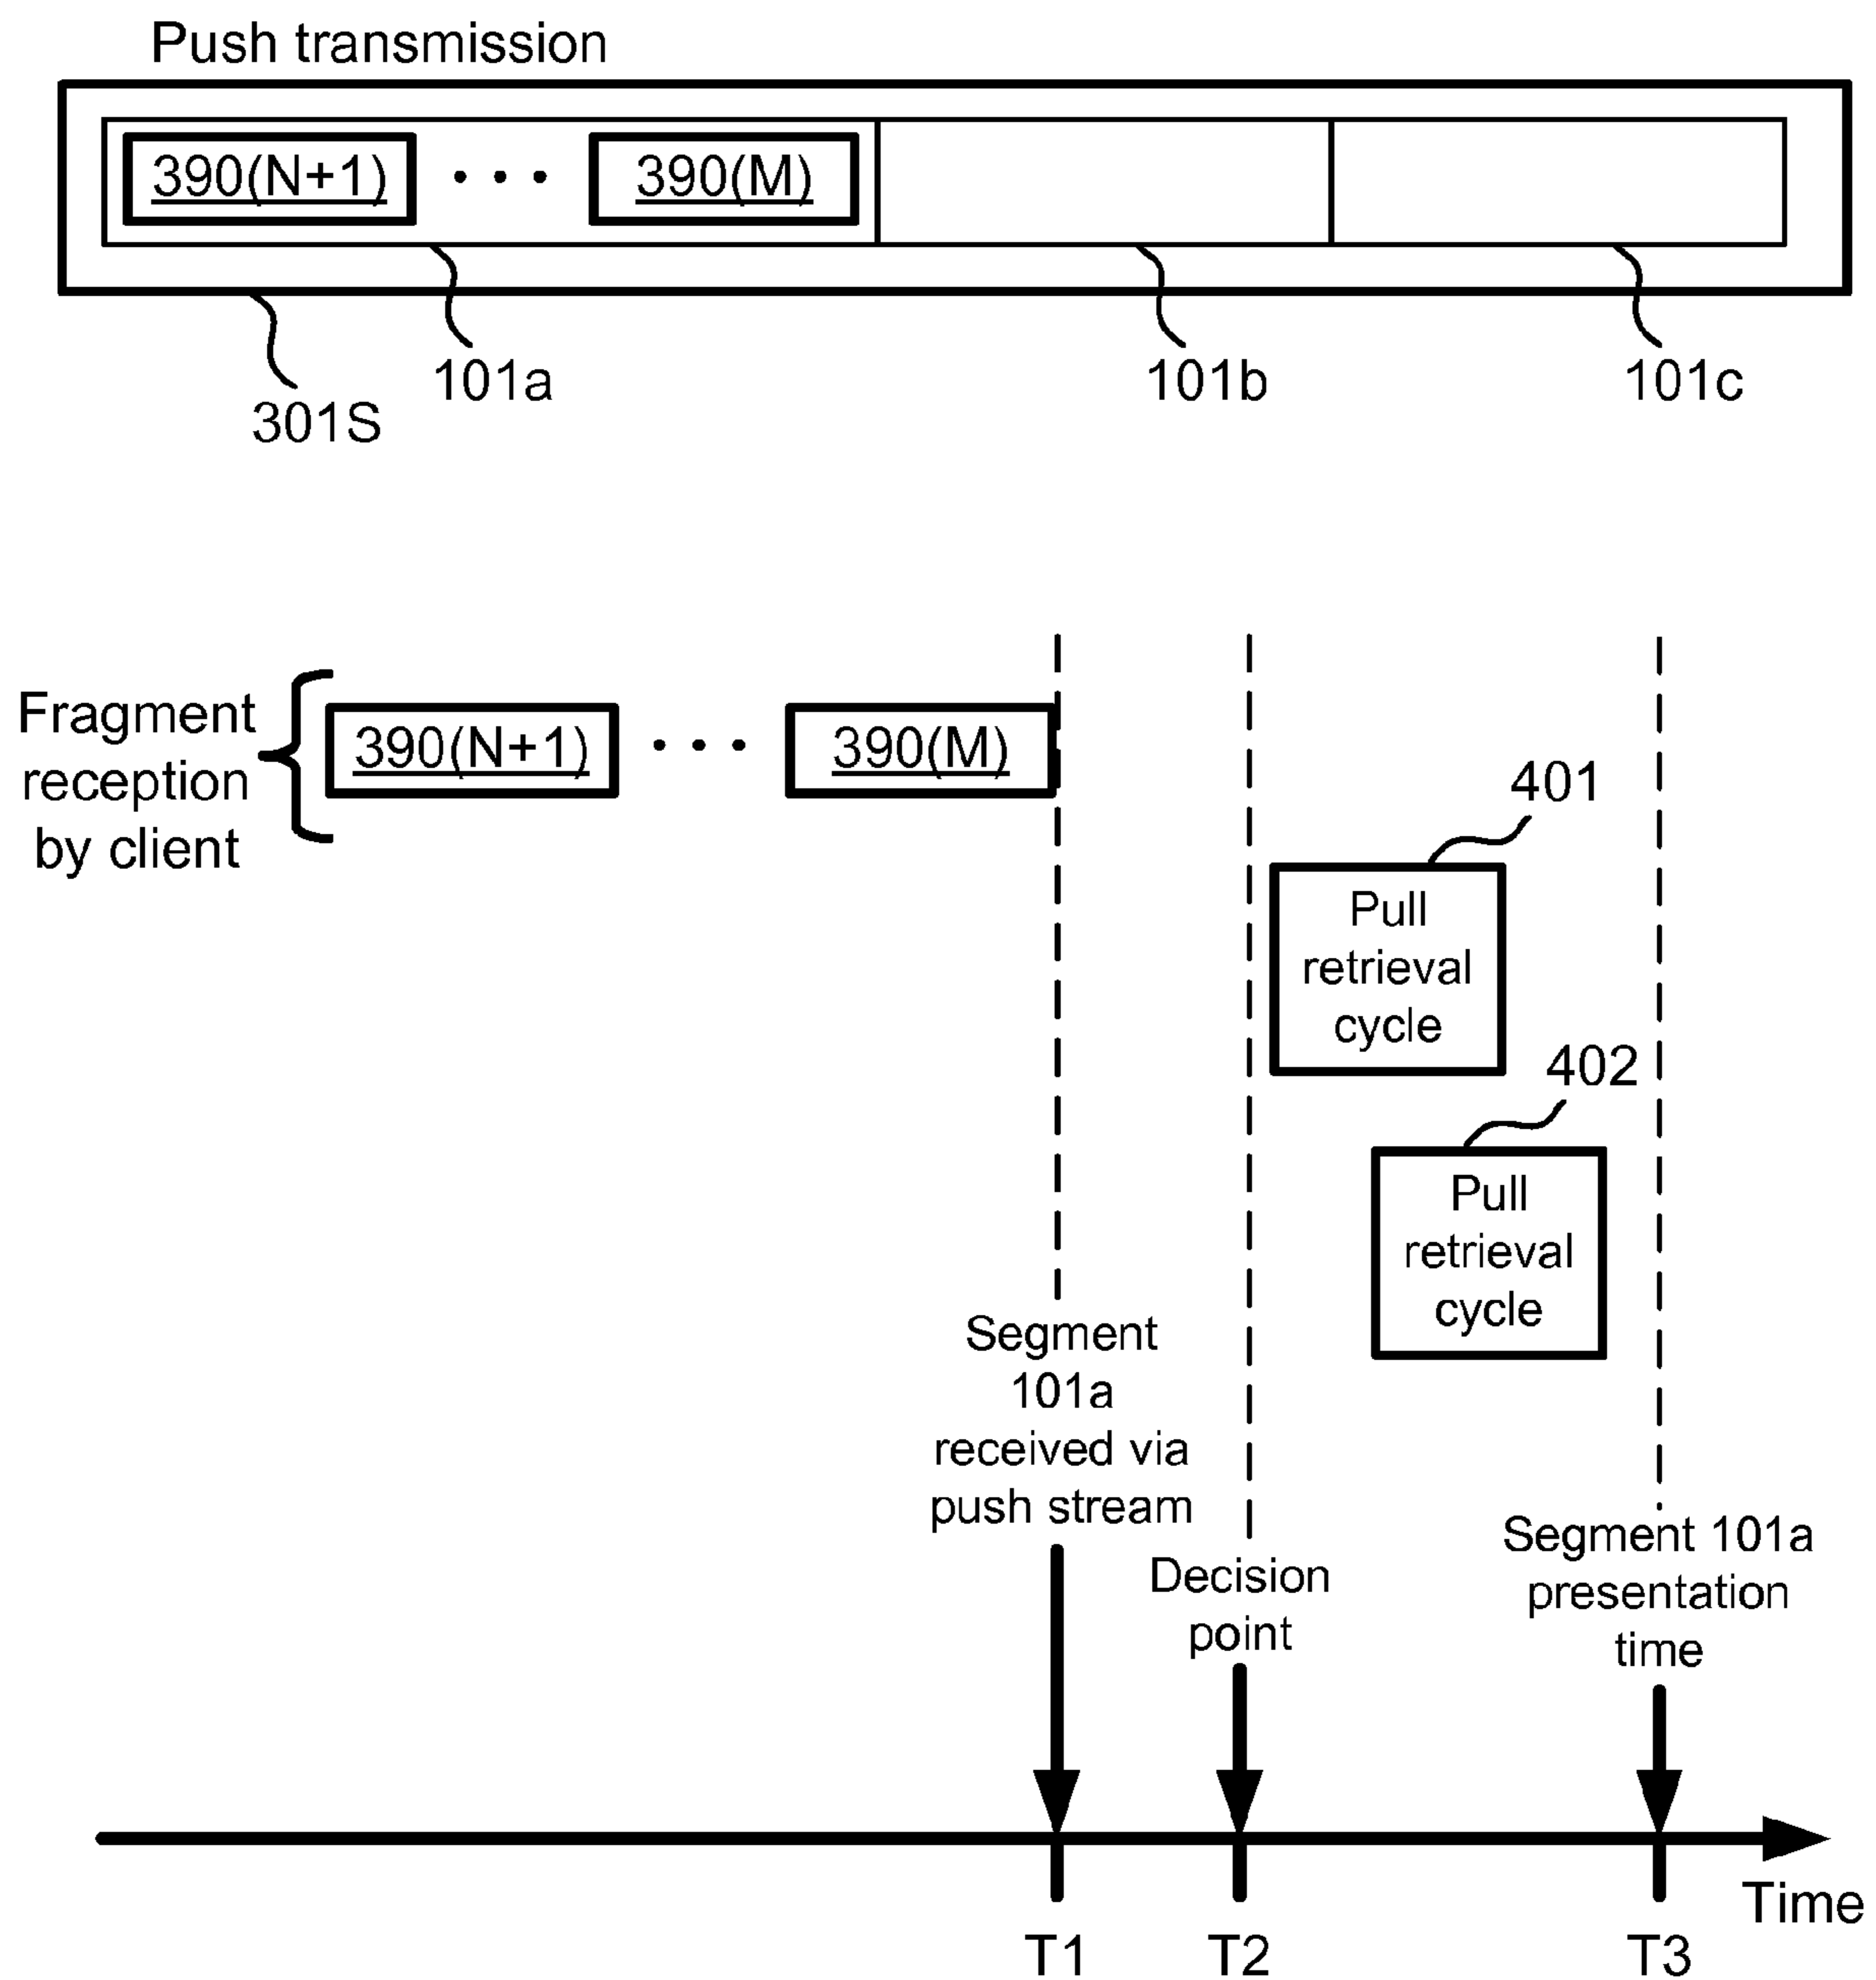 Push transmission
390(N+1) • • • 390(M)
101a
101b
101c
301S
Fragment
reception
by client
390(N+1) • • • 390(M)
401
Pull
retrieval
cycle
402
Pull
retrieval
cycle
Segment
101a
received via
push stream
Decision
point
Segment 101a
presentation
time
Time
T1
T2
T3